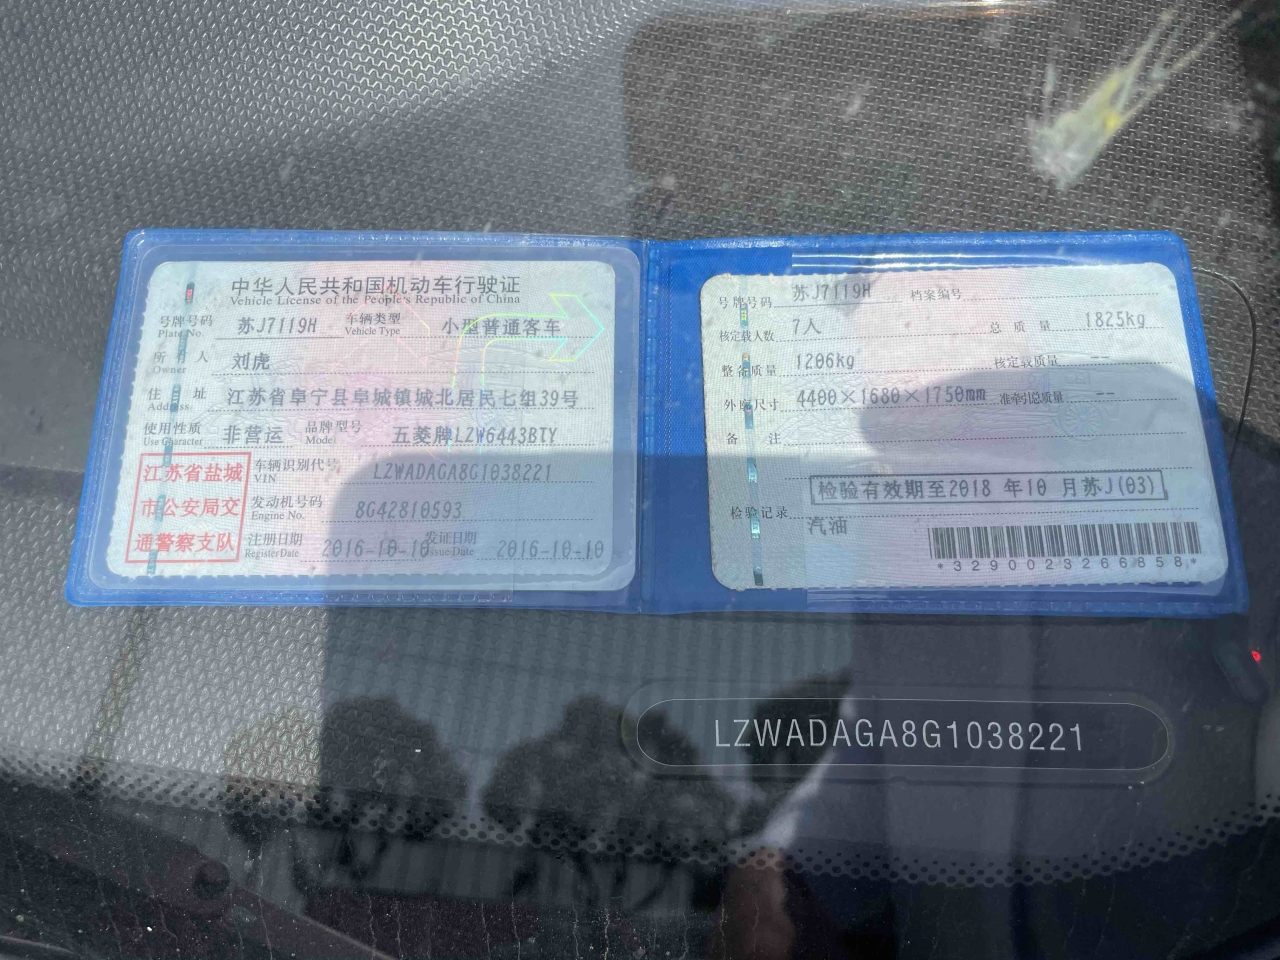 中华人民共和国机动车行驶证
Vehicle License of the People's Republic of China
号牌号码 Plate No. 苏J7119H 车辆类型 Vehicle Type 小型普通客车
所有人 Owner 刘虎
住址 Address 江苏省阜宁县阜城镇城北居民七组39号
使用性质 Use Character 非营运 品牌型号 Model 五菱牌LZW6443BTY
江苏省盐城
市公安局交
通警察支队
车辆识别代号 VIN LZWADAGA8G1038221
发动机号码 Engine No. 8G42810593
注册日期 Register Date 2016-10-10 发证日期 Issue Date 2016-10-10
号牌号码 苏J7119H 档案编号
核定载人数 7人 总质量 1825kg
整备质量 1206kg 核定载质量 --
外廓尺寸 4400×1680×1750mm 准牵引总质量 --
备注
检验有效期至2018 年10 月苏J(03)
检验记录
汽油
*3290023266858*
LZWADAGA8G1038221